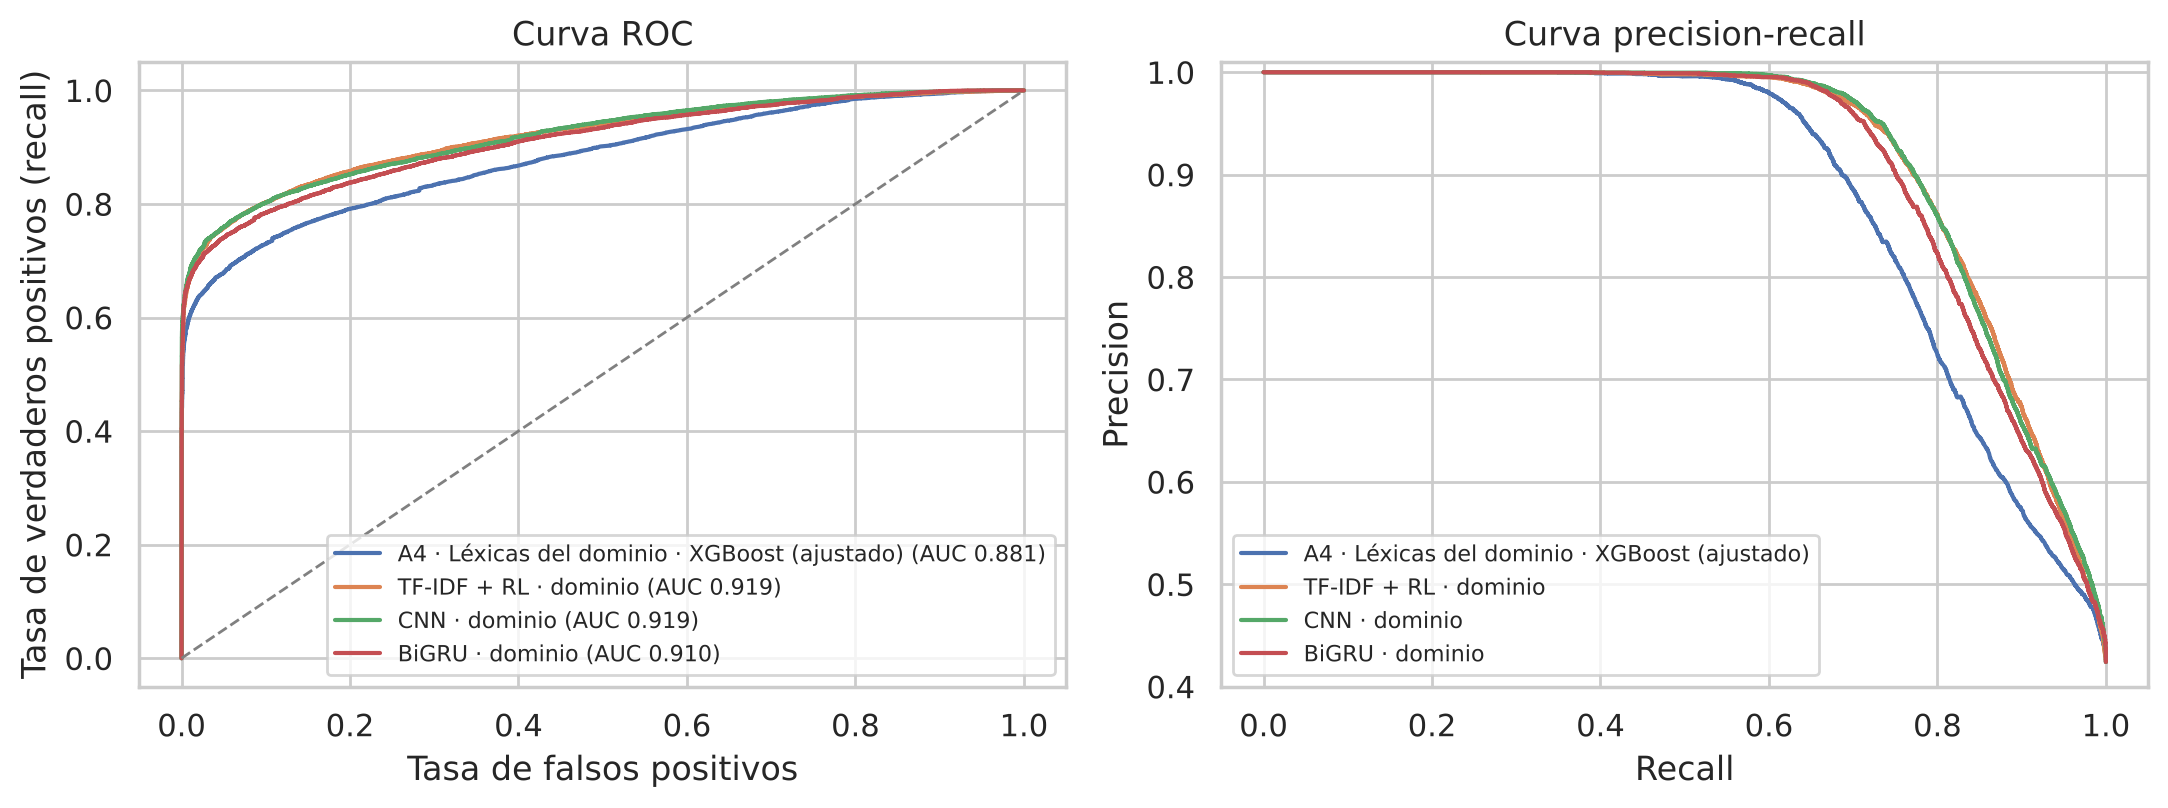 Curva ROC
Tasa de verdaderos positivos (recall)
1.0
0.8
0.6
0.4
0.2
0.0
A4 · Léxicas del dominio · XGBoost (ajustado) (AUC 0.881)
TF-IDF + RL · dominio (AUC 0.919)
CNN · dominio (AUC 0.919)
BiGRU · dominio (AUC 0.910)
0.0 0.2 0.4 0.6 0.8 1.0
Tasa de falsos positivos
Curva precision-recall
Precision
1.0
0.9
0.8
0.7
0.6
0.5
0.4
A4 · Léxicas del dominio · XGBoost (ajustado)
TF-IDF + RL · dominio
CNN · dominio
BiGRU · dominio
0.0 0.2 0.4 0.6 0.8 1.0
Recall